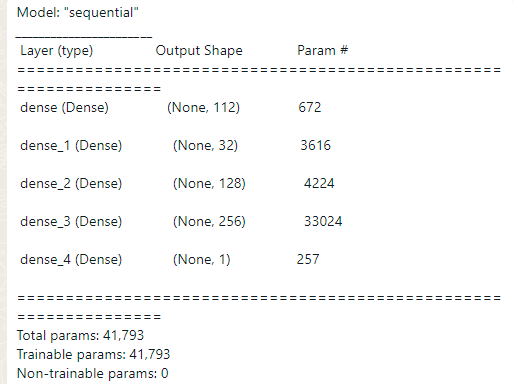 Model: "sequential"
_______________________
Layer (type) Output Shape Param #
====================================================
===============
dense (Dense) (None, 112) 672
dense_1 (Dense) (None, 32) 3616
dense_2 (Dense) (None, 128) 4224
dense_3 (Dense) (None, 256) 33024
dense_4 (Dense) (None, 1) 257
====================================================
===============
Total params: 41,793
Trainable params: 41,793
Non-trainable params: 0